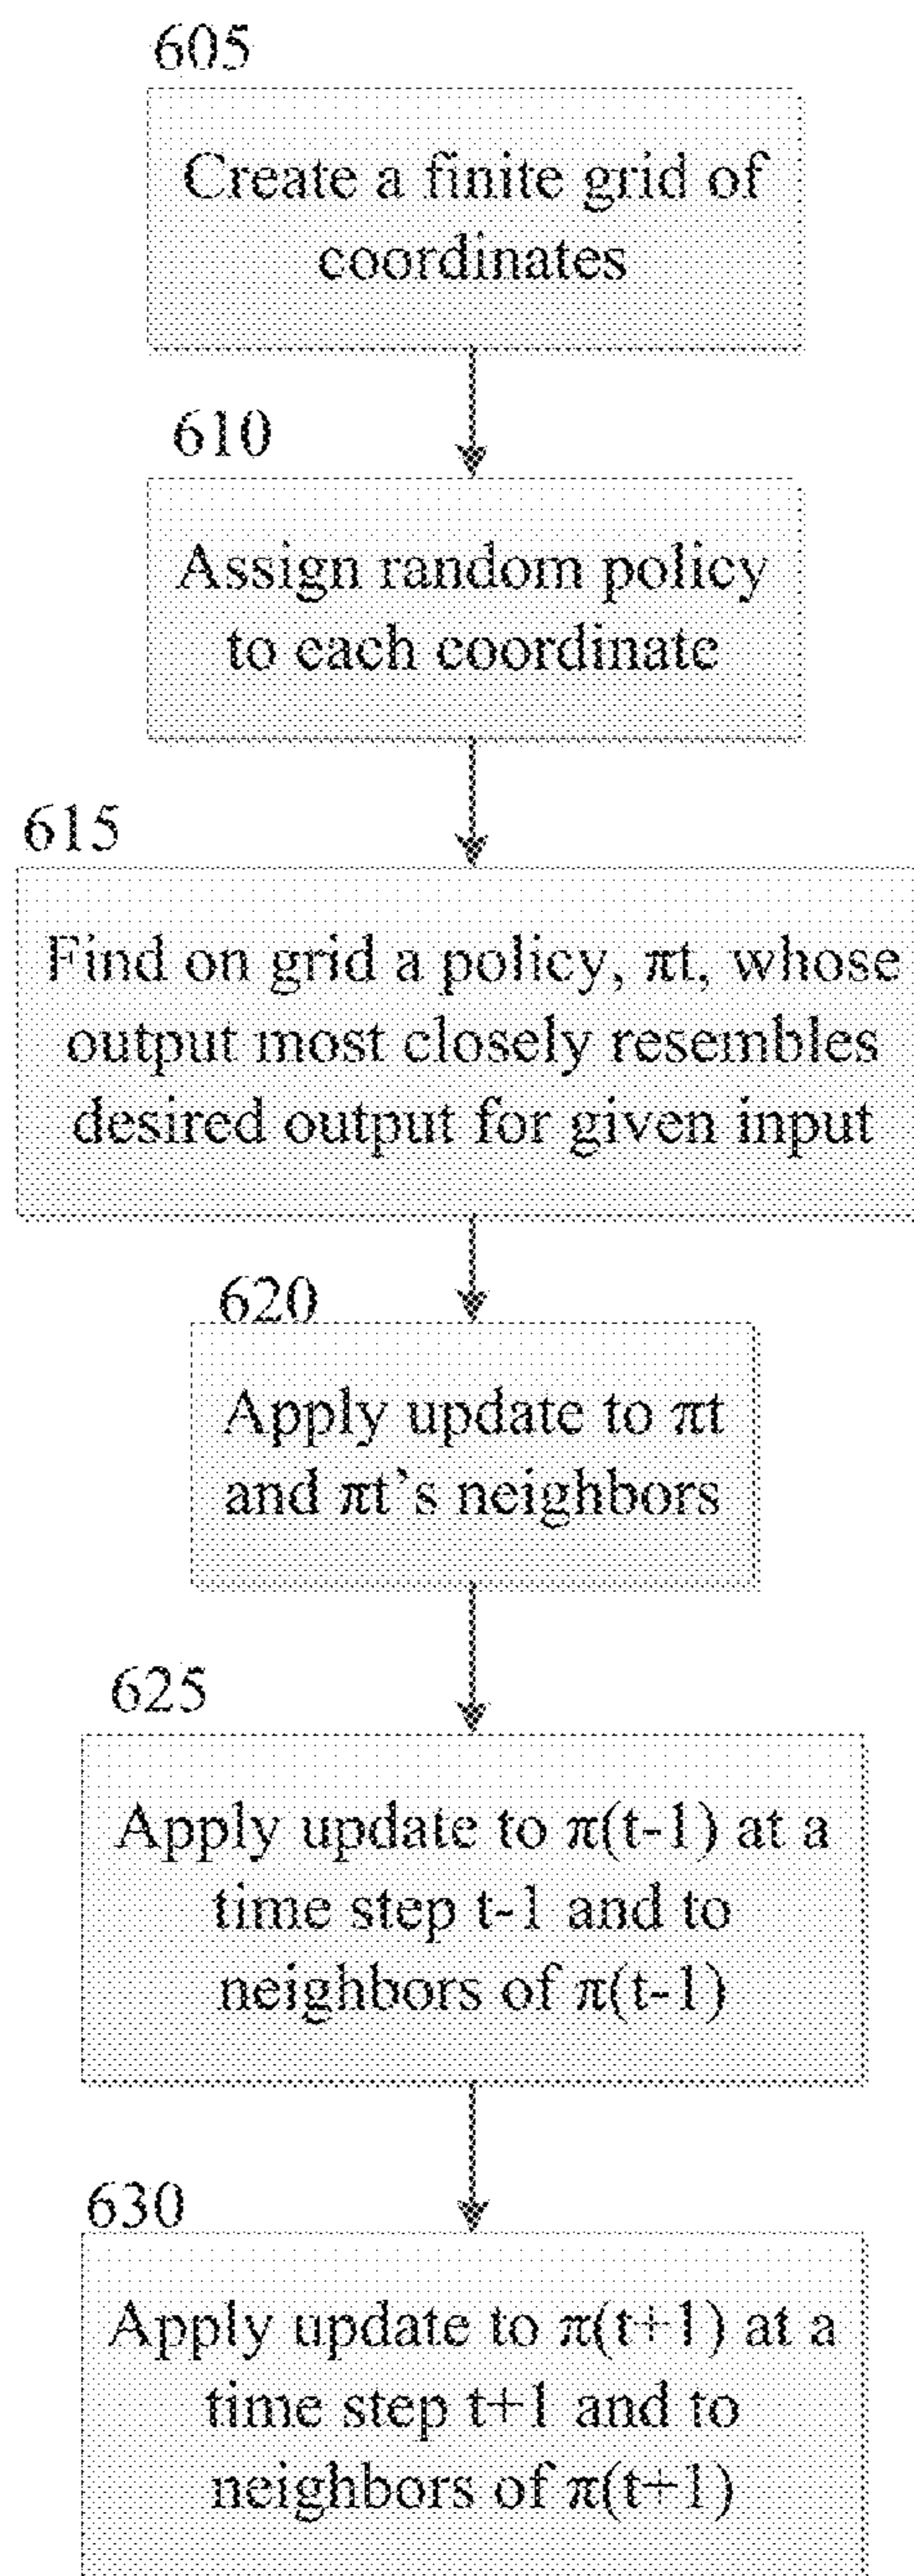 605
Create a finite grid of
coordinates
610
Assign random policy
to each coordinate
615
Find on grid a policy, πt, whose
output most closely resembles
desired output for given input
620
Apply update to πt
and πt's neighbors
625
Apply update to π(t-1) at a
time step t-1 and to
neighbors of π(t-1)
630
Apply update to π(t+1) at a
time step t+1 and to
neighbors of π(t+1)